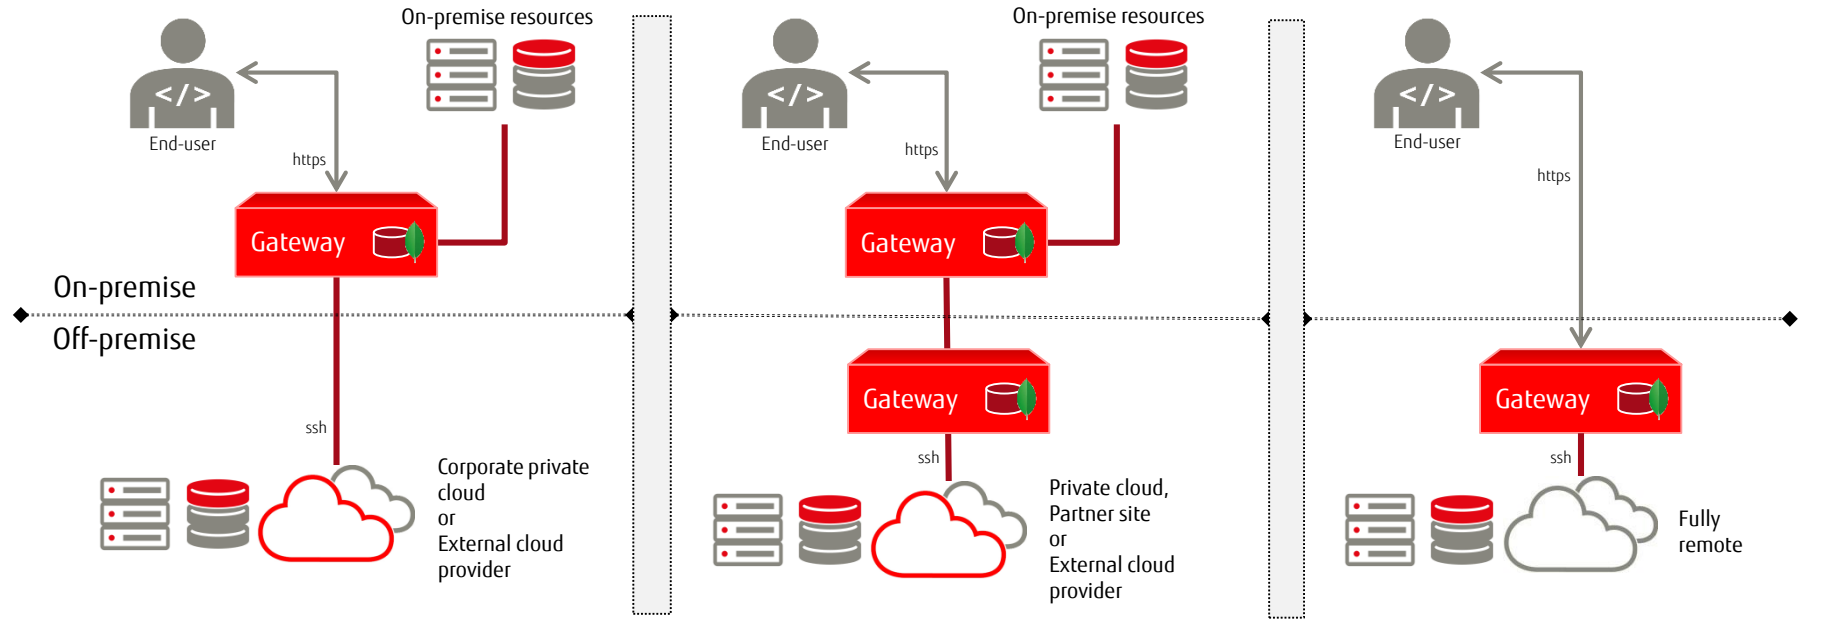 On-premise resources
</>
End-user
https
Gateway
On-premise
Off-premise
ssh
Corporate private
cloud
or
External cloud
provider
On-premise resources
</>
End-user
https
Gateway
Gateway
ssh
Private cloud,
Partner site
or
External cloud
provider
</>
End-user
https
Gateway
ssh
Fully
remote